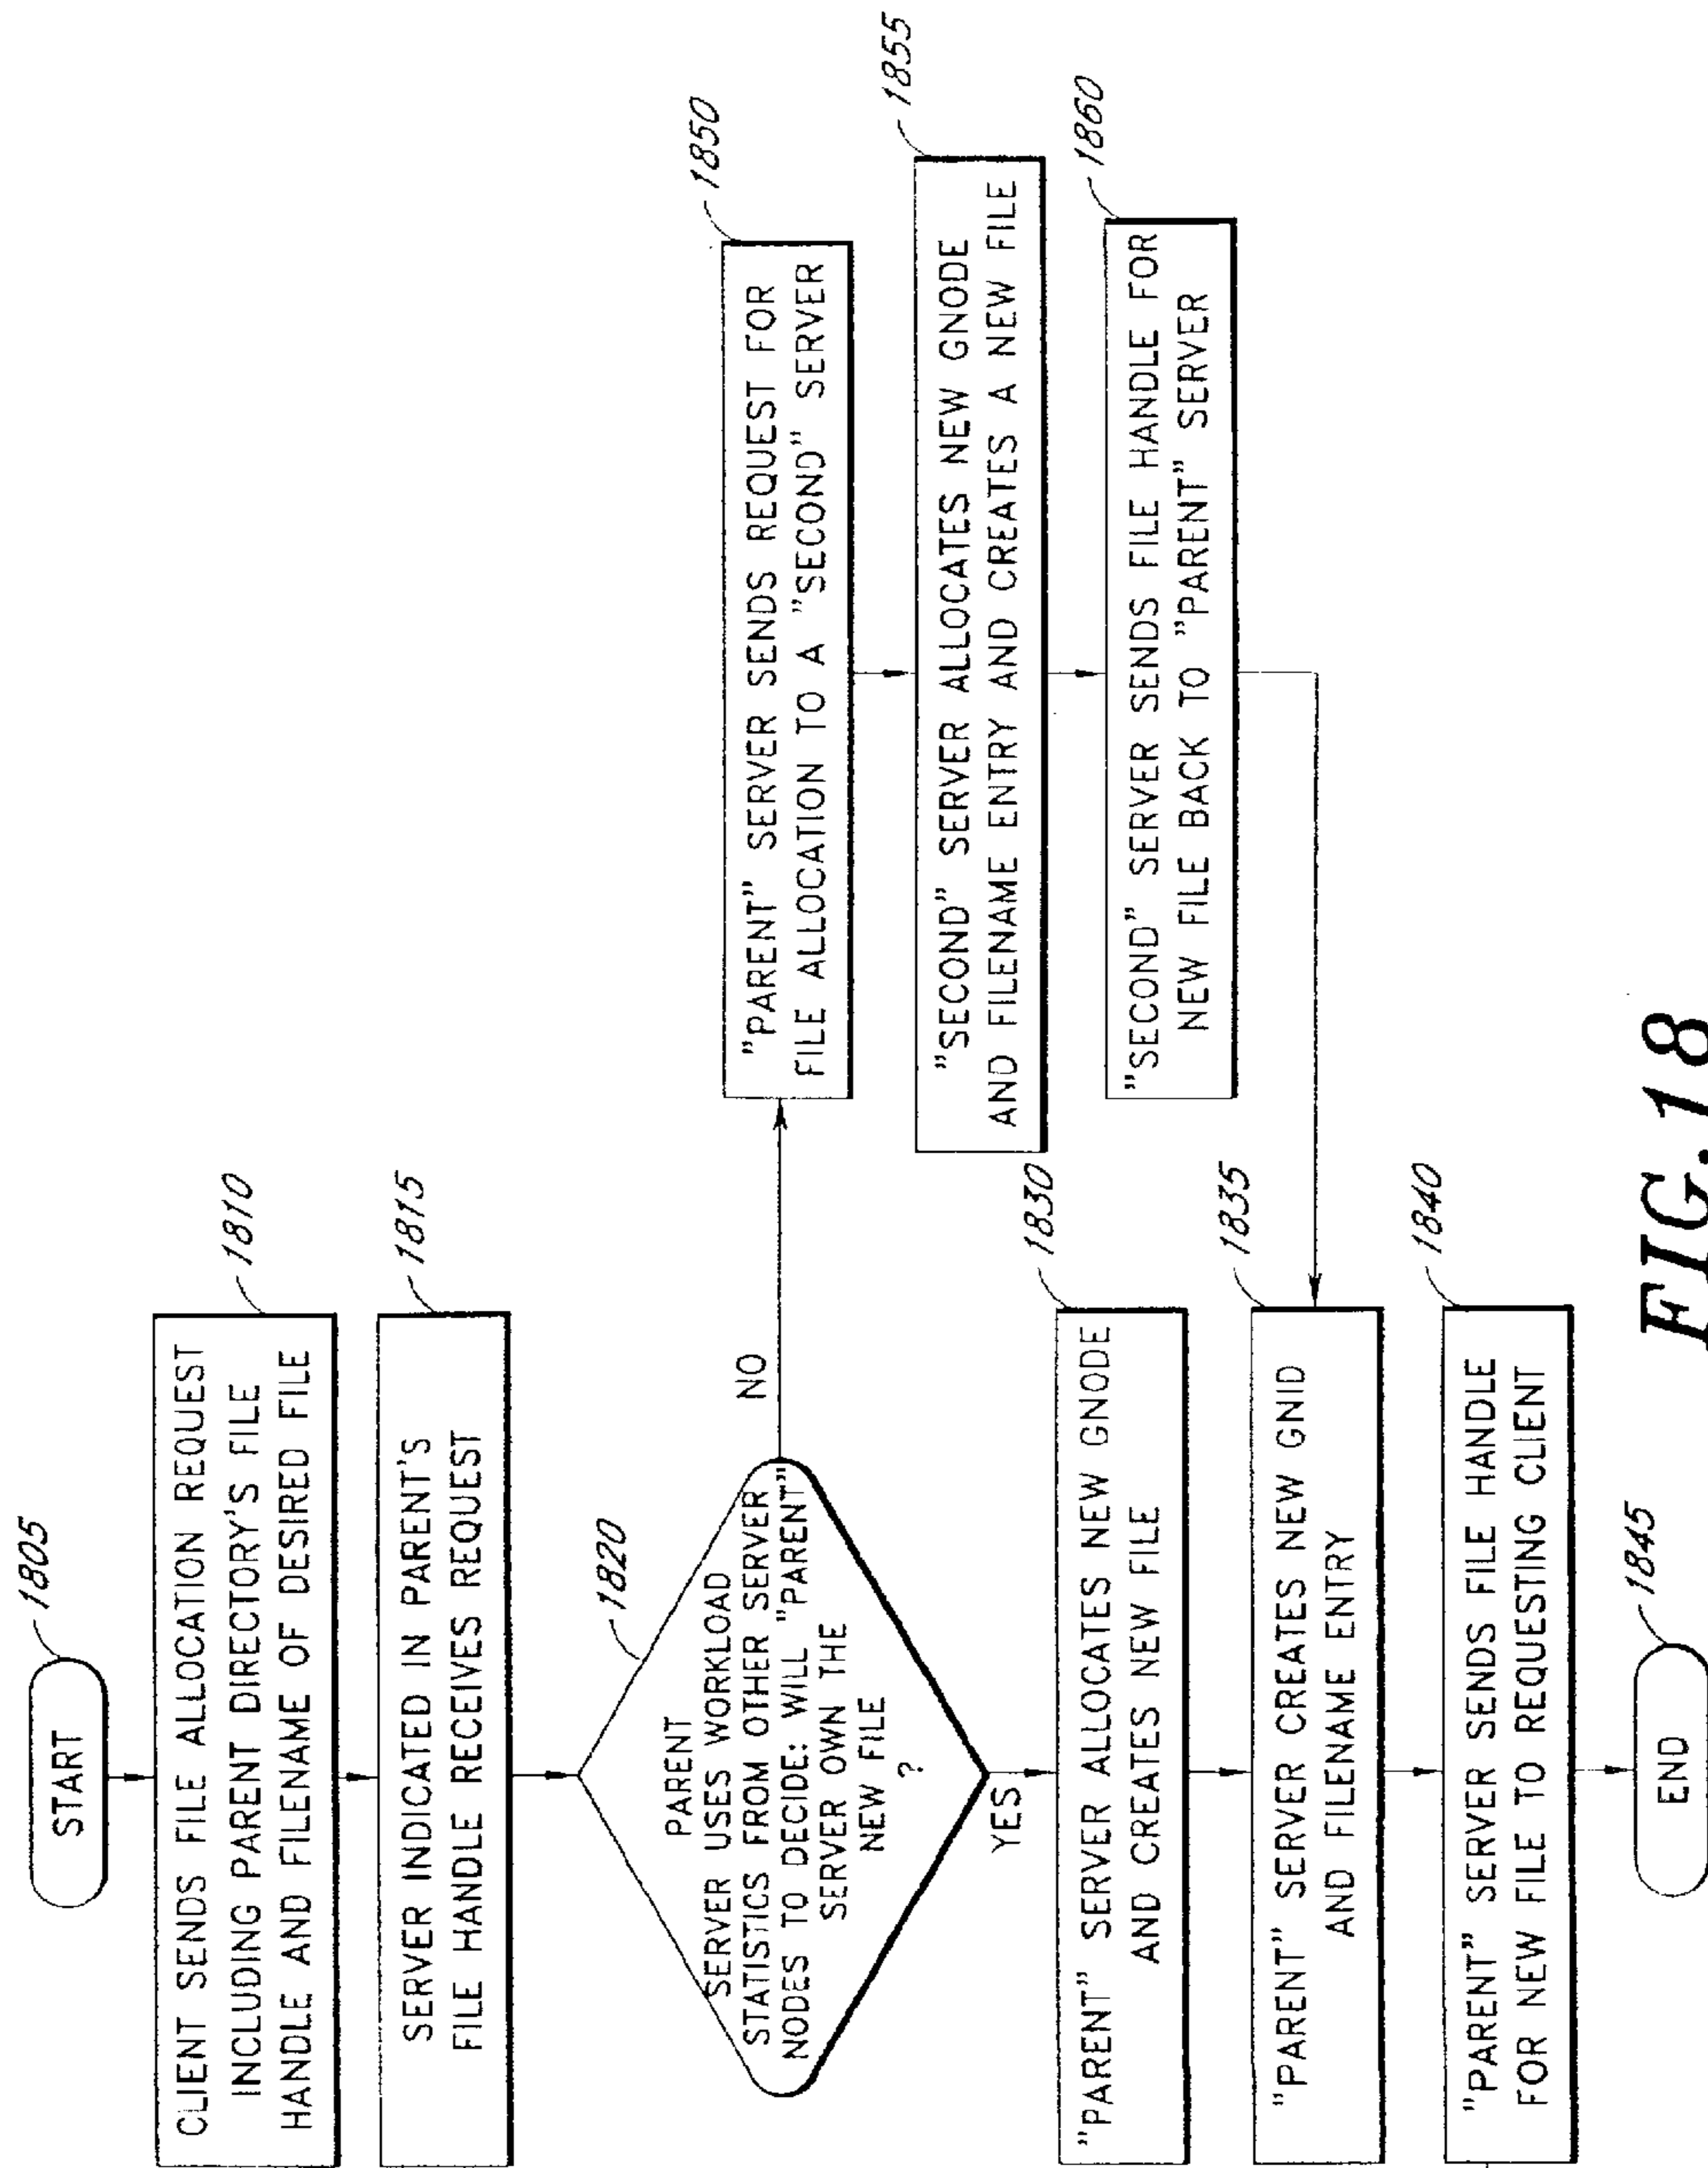 START
1805
CLIENT SENDS FILE ALLOCATION REQUEST
INCLUDING PARENT DIRECTORY'S FILE
HANDLE AND FILENAME OF DESIRED FILE
1810
SERVER INDICATED IN PARENT'S
FILE HANDLE RECEIVES REQUEST
1815
PARENT
SERVER USES WORKLOAD
STATISTICS FROM OTHER SERVER
NODES TO DECIDE: WILL "PARENT"
SERVER OWN THE
NEW FILE
?
1820
NO
YES
"PARENT" SERVER SENDS REQUEST FOR
FILE ALLOCATION TO A "SECOND" SERVER
1850
"SECOND" SERVER ALLOCATES NEW GNODE
AND FILENAME ENTRY AND CREATES A NEW FILE
1855
"SECOND" SERVER SENDS FILE HANDLE FOR
NEW FILE BACK TO "PARENT" SERVER
1860
"PARENT" SERVER ALLOCATES NEW GNODE
AND CREATES NEW FILE
1830
"PARENT" SERVER CREATES NEW GNID
AND FILENAME ENTRY
1835
"PARENT" SERVER SENDS FILE HANDLE
FOR NEW FILE TO REQUESTING CLIENT
1840
END
1845
FIG.18